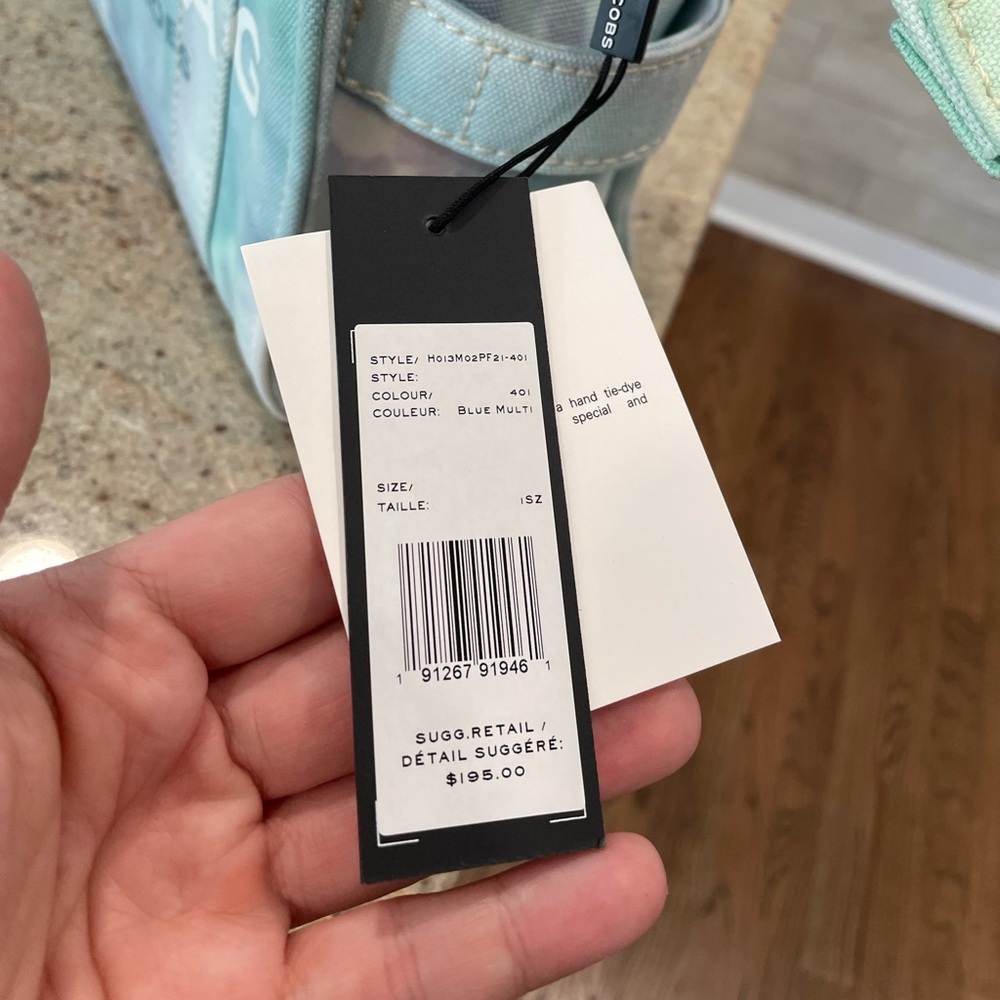 AG
COBS
STYLE/ H013M02PF21-401
STYLE:
COLOUR/ 401
COULEUR: BLUE MULTI
a hand tie-dye
special and
SIZE/
TAILLE: 1SZ
1 91267 91946 1
SUGG.RETAIL /
DÉTAIL SUGGÉRÉ:
$195.00